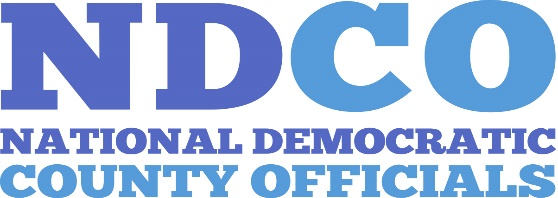 NDCO
NATIONAL DEMOCRATIC
COUNTY OFFICIALS